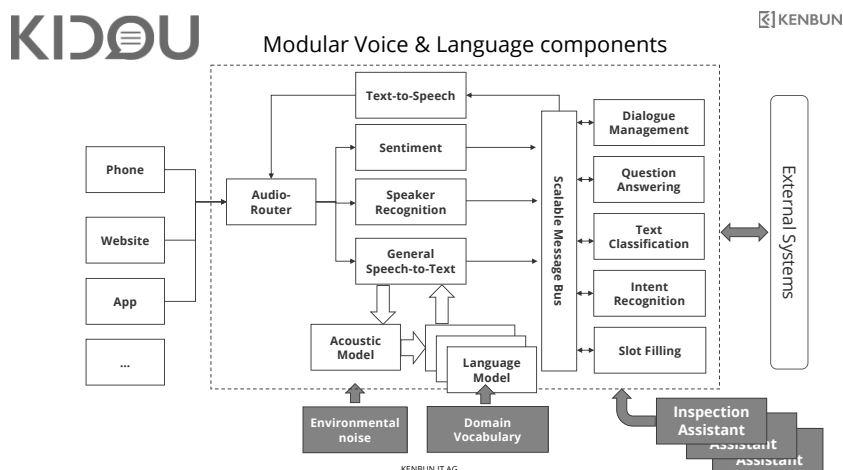 KIDOU
KENBUN
Modular Voice & Language components
Text-to-Speech
Sentiment
Speaker
Recognition
General
Speech-to-Text
Phone
Website
App
...
Audio-
Router
Scalable Message Bus
Dialogue
Management
Question
Answering
Text
Classification
Intent
Recognition
Slot Filling
External Systems
Acoustic
Model
Language
Model
Environmental
noise
Domain
Vocabulary
Inspection
Assistant
Assistant
Assistant
KENBUN IT AG